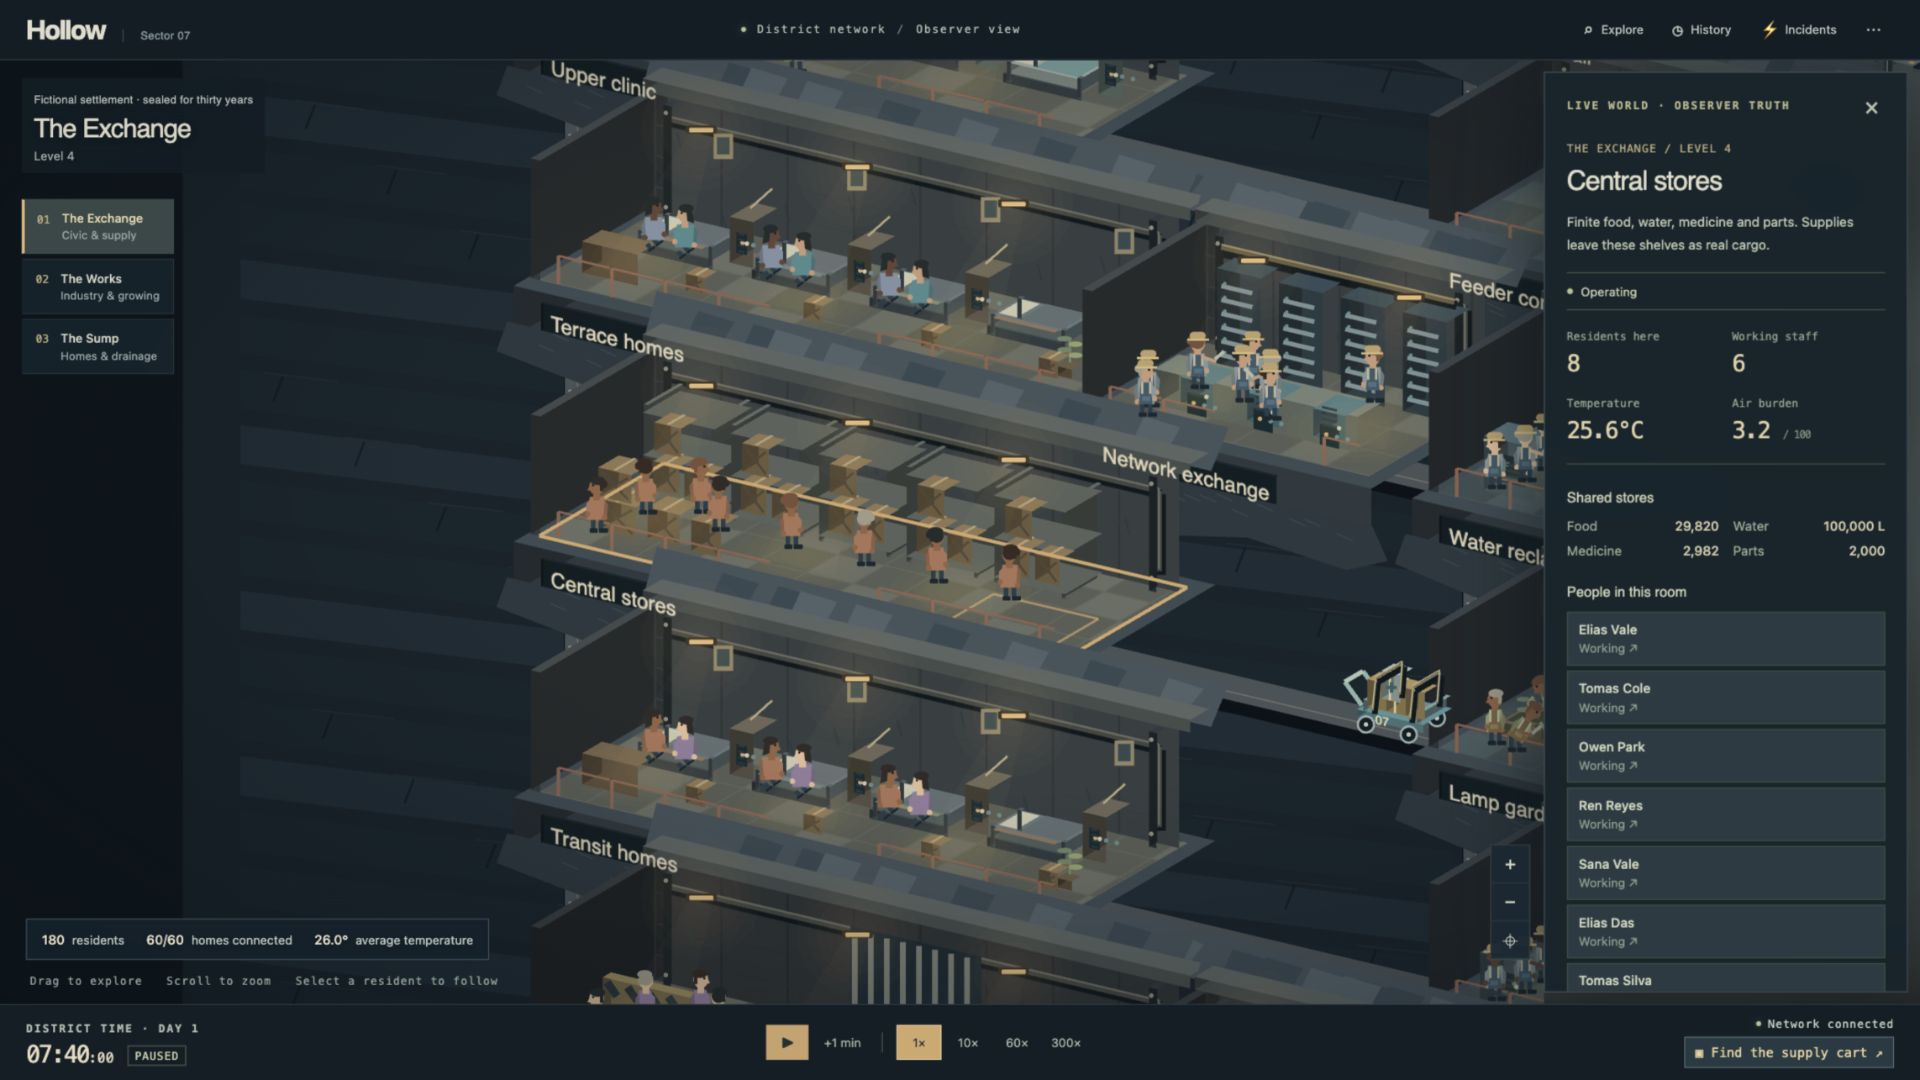 Hollow
Sector 07
District network / Observer view
Explore
History
Incidents
Fictional settlement · sealed for thirty years
The Exchange
Level 4
01 The Exchange
Civic & supply
02 The Works
Industry & growing
03 The Sump
Homes & drainage
Upper clinic
Terrace homes
Network exchange
Central stores
Transit homes
Water recla
Lamp gard
07
LIVE WORLD · OBSERVER TRUTH
THE EXCHANGE / LEVEL 4
Central stores
Finite food, water, medicine and parts. Supplies
leave these shelves as real cargo.
Operating
Residents here
8
Working staff
6
Temperature
25.6°C
Air burden
3.2 / 100
Shared stores
Food 29,820 Water 100,000 L
Medicine 2,982 Parts 2,000
People in this room
Elias Vale
Working ↗
Tomas Cole
Working ↗
Owen Park
Working ↗
Ren Reyes
Working ↗
Sana Vale
Working ↗
Elias Das
Working ↗
Tomas Silva
180 residents 60/60 homes connected 26.0° average temperature
Drag to explore Scroll to zoom Select a resident to follow
DISTRICT TIME · DAY 1
07:40:00 PAUSED
+1 min
1× 10× 60× 300×
Network connected
Find the supply cart ↗